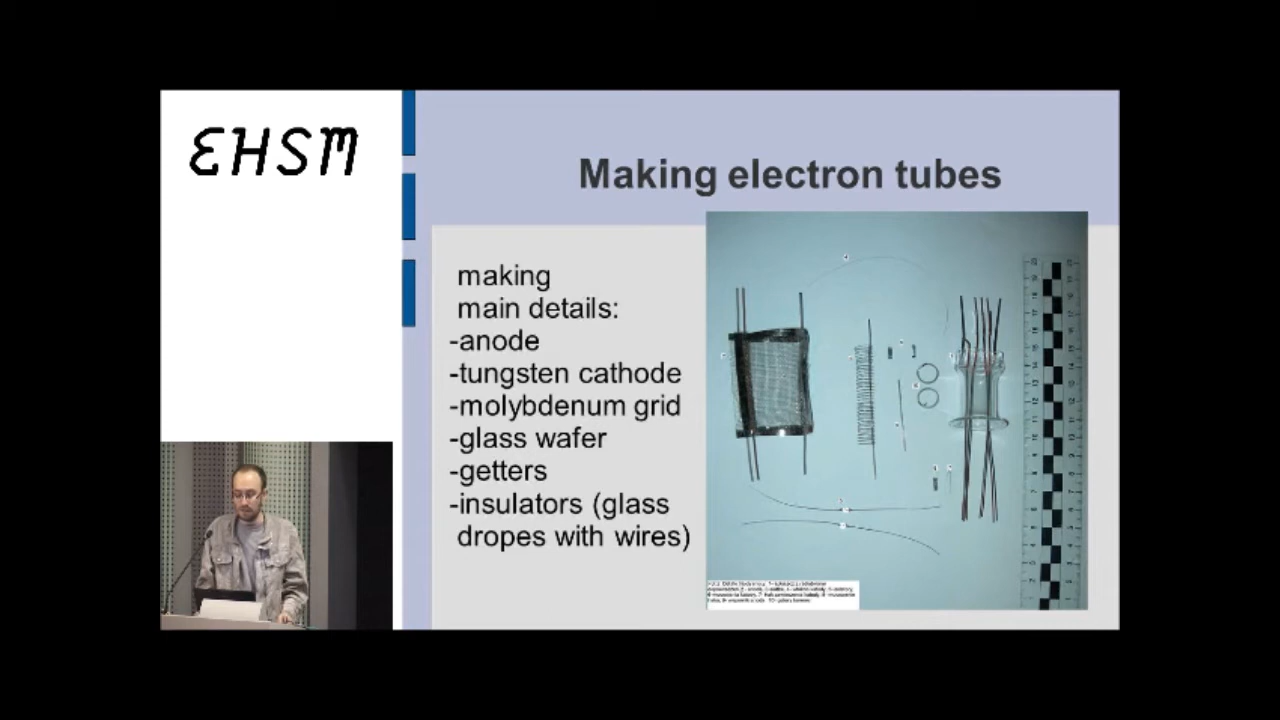 EHSM
Making electron tubes
making
main details:
-anode
-tungsten cathode
-molybdenum grid
-glass wafer
-getters
-insulators (glass
dropes with wires)